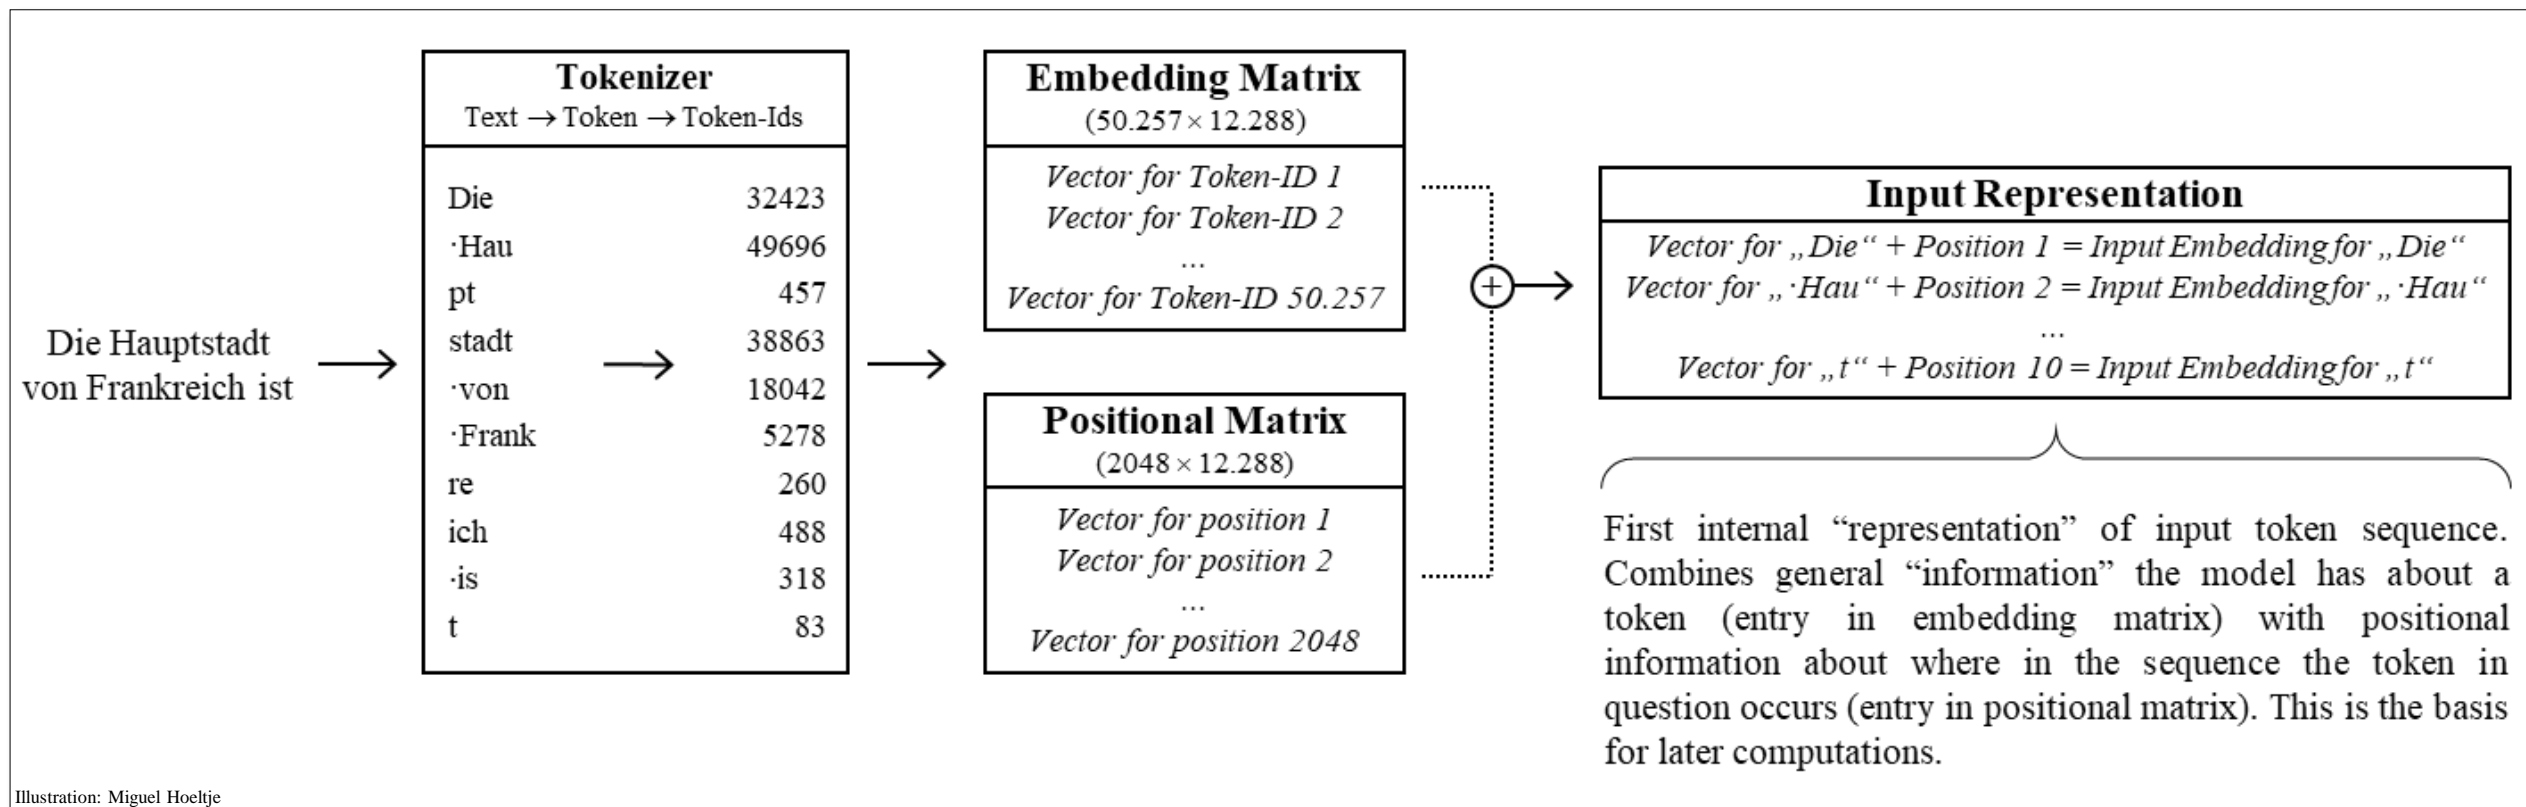 Die Hauptstadt
von Frankreich ist
Tokenizer
Text → Token → Token-Ids
Die 32423
·Hau 49696
pt 457
stadt 38863
·von 18042
·Frank 5278
re 260
ich 488
·is 318
t 83
Embedding Matrix
(50.257 × 12.288)
Vector for Token-ID 1
Vector for Token-ID 2
...
Vector for Token-ID 50.257
Positional Matrix
(2048 × 12.288)
Vector for position 1
Vector for position 2
...
Vector for position 2048
+
Input Representation
Vector for „Die“ + Position 1 = Input Embedding for „Die“
Vector for „·Hau“ + Position 2 = Input Embedding for „·Hau“
...
Vector for „t“ + Position 10 = Input Embedding for „t“
First internal “representation” of input token sequence.
Combines general “information” the model has about a
token (entry in embedding matrix) with positional
information about where in the sequence the token in
question occurs (entry in positional matrix). This is the basis
for later computations.
Illustration: Miguel Hoeltje